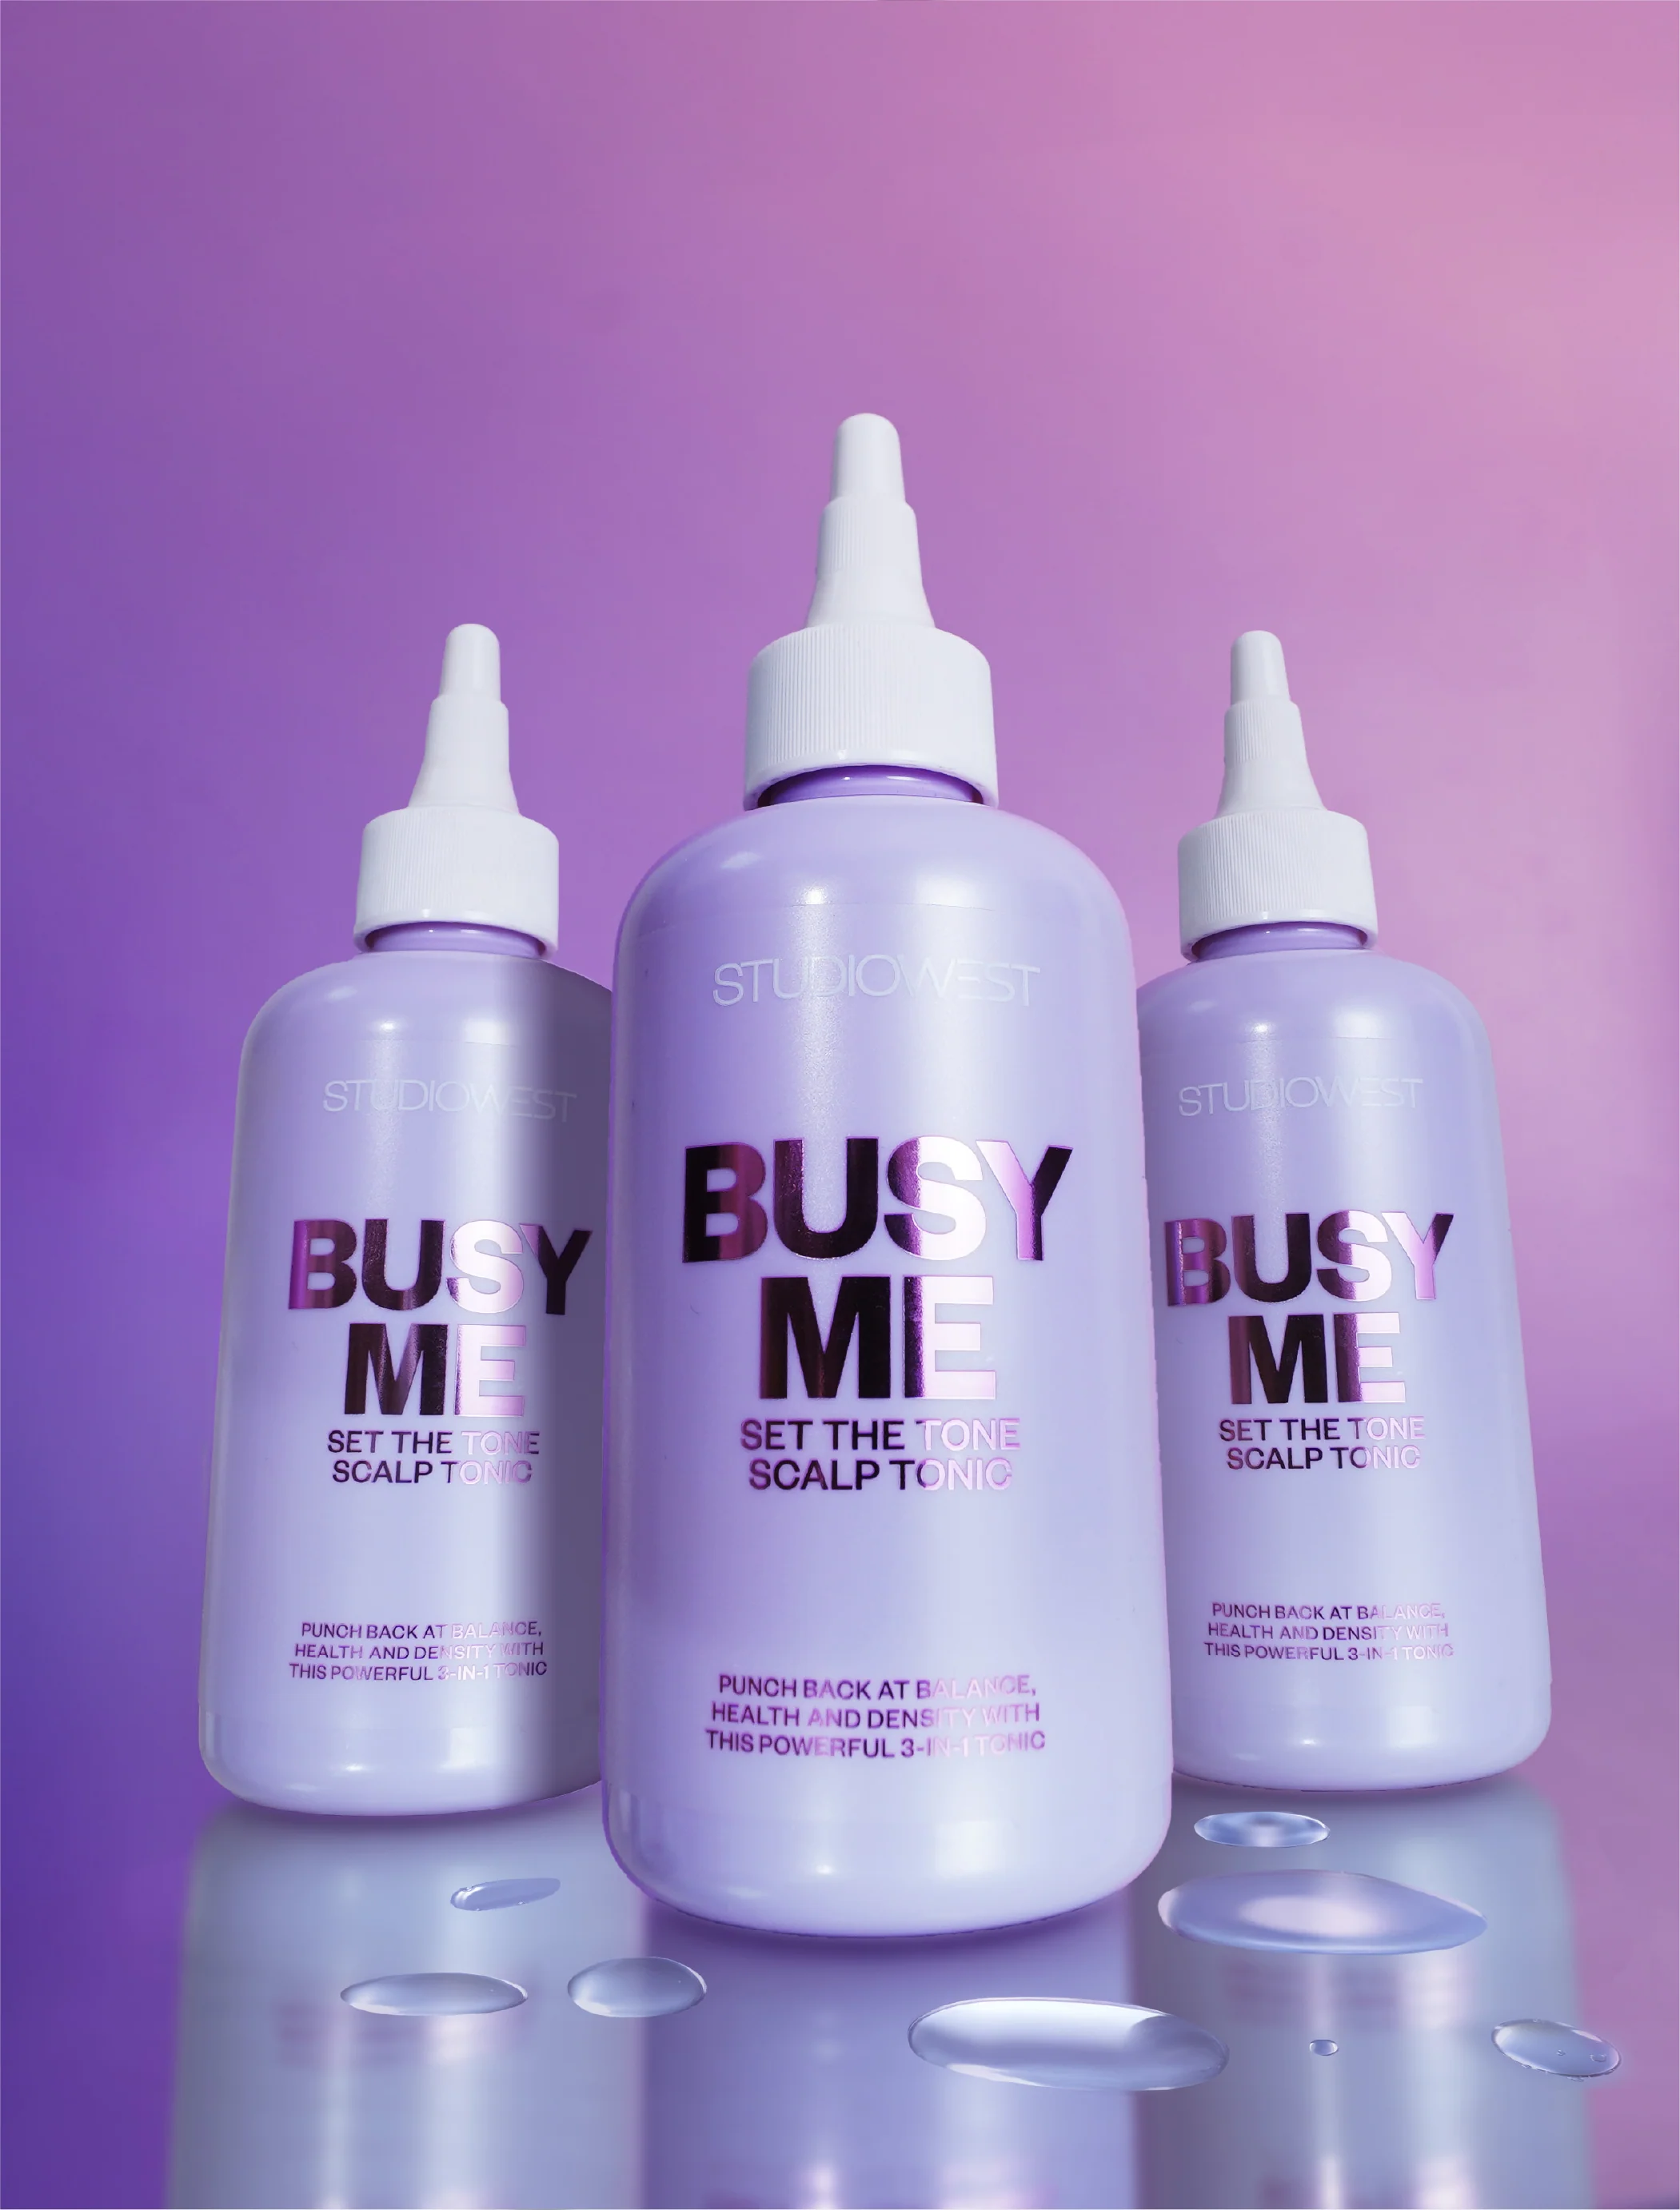 STUDIOWEST
BUSY
ME
SET THE TONE
SCALP TONIC
PUNCH BACK AT BALANCE,
HEALTH AND DENSITY WITH
THIS POWERFUL 3-IN-1 TONIC
STUDIOWEST
BUSY
ME
SET THE TONE
SCALP TONIC
PUNCH BACK AT BALANCE,
HEALTH AND DENSITY WITH
THIS POWERFUL 3-IN-1 TONIC
STUDIOWEST
BUSY
ME
SET THE TONE
SCALP TONIC
PUNCH BACK AT BALANCE,
HEALTH AND DENSITY WITH
THIS POWERFUL 3-IN-1 TONIC